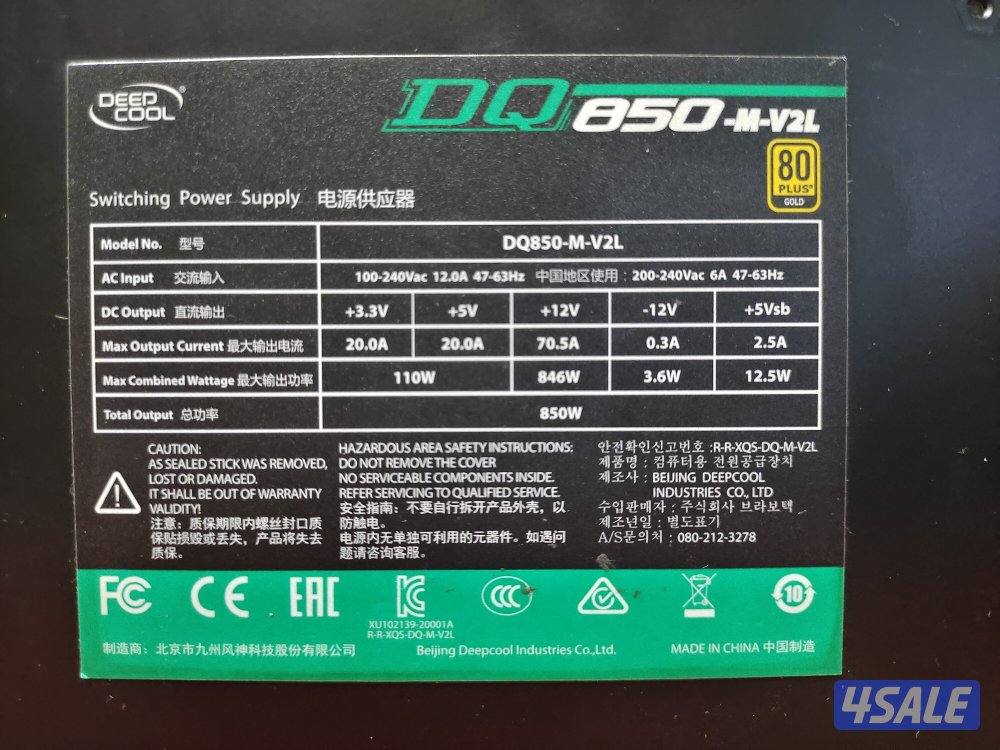 DEEP
COOL®
DQ 850-M-V2L
80
PLUS®
GOLD
Switching Power Supply 电源供应器
Model No. 型号 DQ850-M-V2L
AC Input 交流输入 100-240Vac 12.0A 47-63Hz 中国地区使用：200-240Vac 6A 47-63Hz
DC Output 直流输出 +3.3V +5V +12V -12V +5Vsb
Max Output Current 最大输出电流 20.0A 20.0A 70.5A 0.3A 2.5A
Max Combined Wattage 最大输出功率 110W 846W 3.6W 12.5W
Total Output 总功率 850W
CAUTION:
AS SEALED STICK WAS REMOVED,
LOST OR DAMAGED.
IT SHALL BE OUT OF WARRANTY
VALIDITY!
注意：质保期限内螺丝封口质
保贴损毁或丢失，产品将失去
质保。
HAZARDOUS AREA SAFETY INSTRUCTIONS:
DO NOT REMOVE THE COVER
NO SERVICEABLE COMPONENTS INSIDE.
REFER SERVICING TO QUALIFIED SERVICE.
安全指南：不要自行拆开产品外壳，以
防触电。
电源内无单独可利用的元器件。如遇问
题请咨询客服。
안전확인신고번호 :R-R-XQS-DQ-M-V2L
제품명 : 컴퓨터용 전원공급장치
제조사 : BEIJING DEEPCOOL
INDUSTRIES CO., LTD
수입판매자 : 주식회사 브라보텍
제조년일 : 별도표기
A/S문의처 : 080-212-3278
FC CE EAC KC CCC 10
XU102139-20001A
R-R-XQS-DQ-M-V2L
制造商：北京市九州风神科技股份有限公司 Beijing Deepcool Industries Co.,Ltd. MADE IN CHINA 中国制造
4SALE